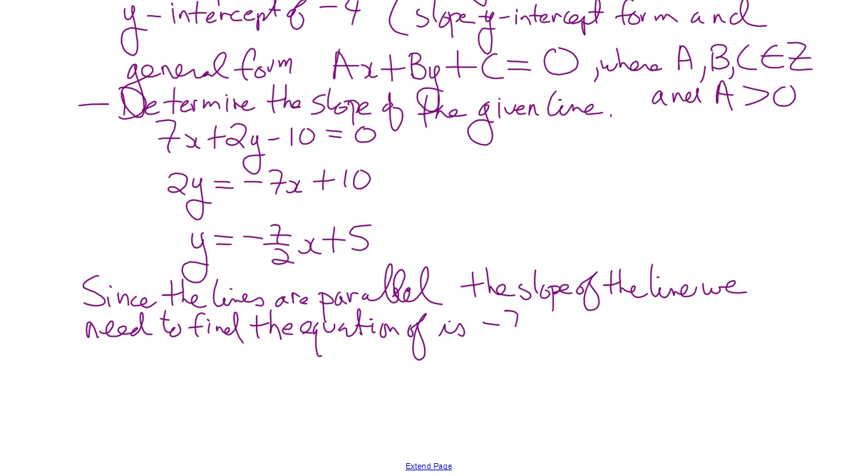 y-intercept of -4 (slope-y-intercept form and
general form Ax+By+C=0, where A, B, C∈Z
and A>0
- Determine the slope of the given line.
7x+2y-10=0
2y=-7x+10
y=-7/2x+5
Since the lines are parallel the slope of the line we
need to find the equation of is -7
Extend Page